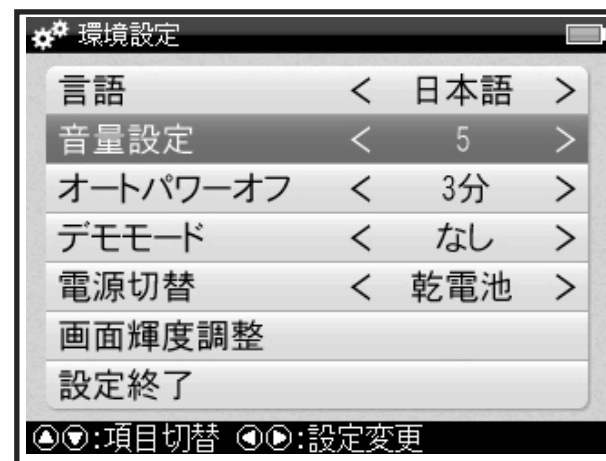 環境設定
言語 < 日本語 >
音量設定 < 5 >
オートパワーオフ < 3分 >
デモモード < なし >
電源切替 < 乾電池 >
画面輝度調整
設定終了
▲▼:項目切替 ◀▶:設定変更